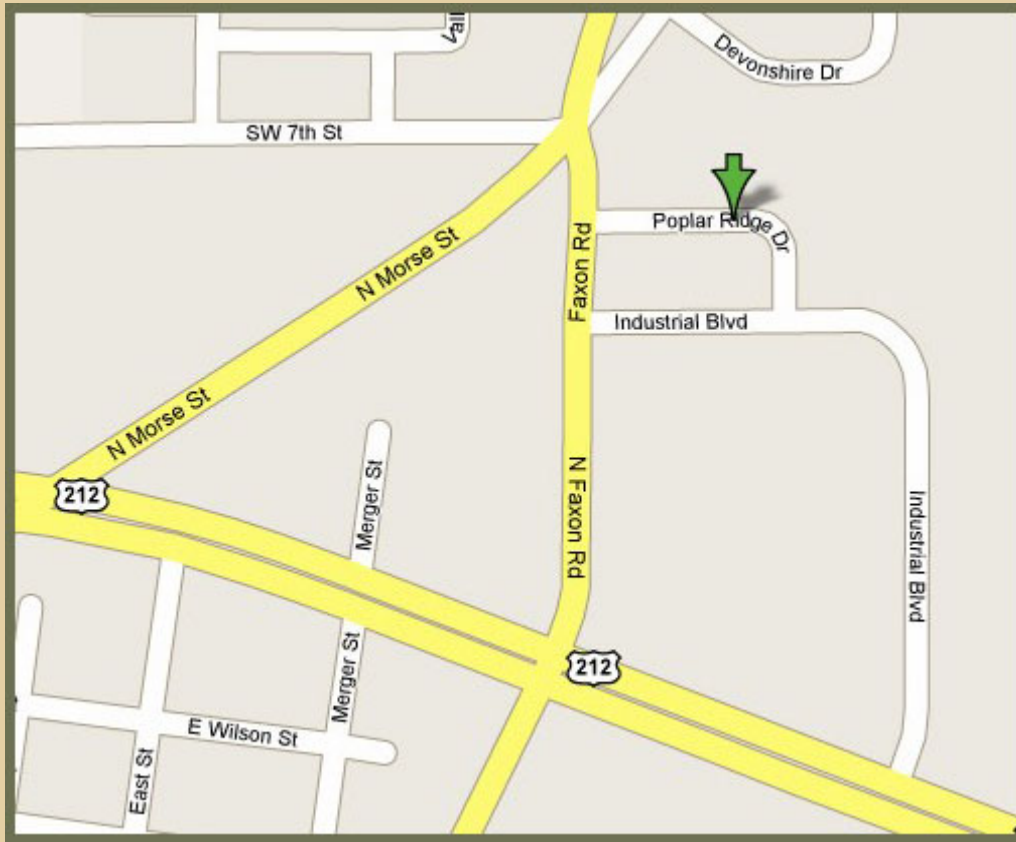 Devonshire Dr
SW 7th St
Poplar Ridge Dr
Faxon Rd
N Morse St
Industrial Blvd
N Morse St
212
Merger St
N Faxon Rd
Industrial Blvd
212
Merger St
E Wilson St
East St